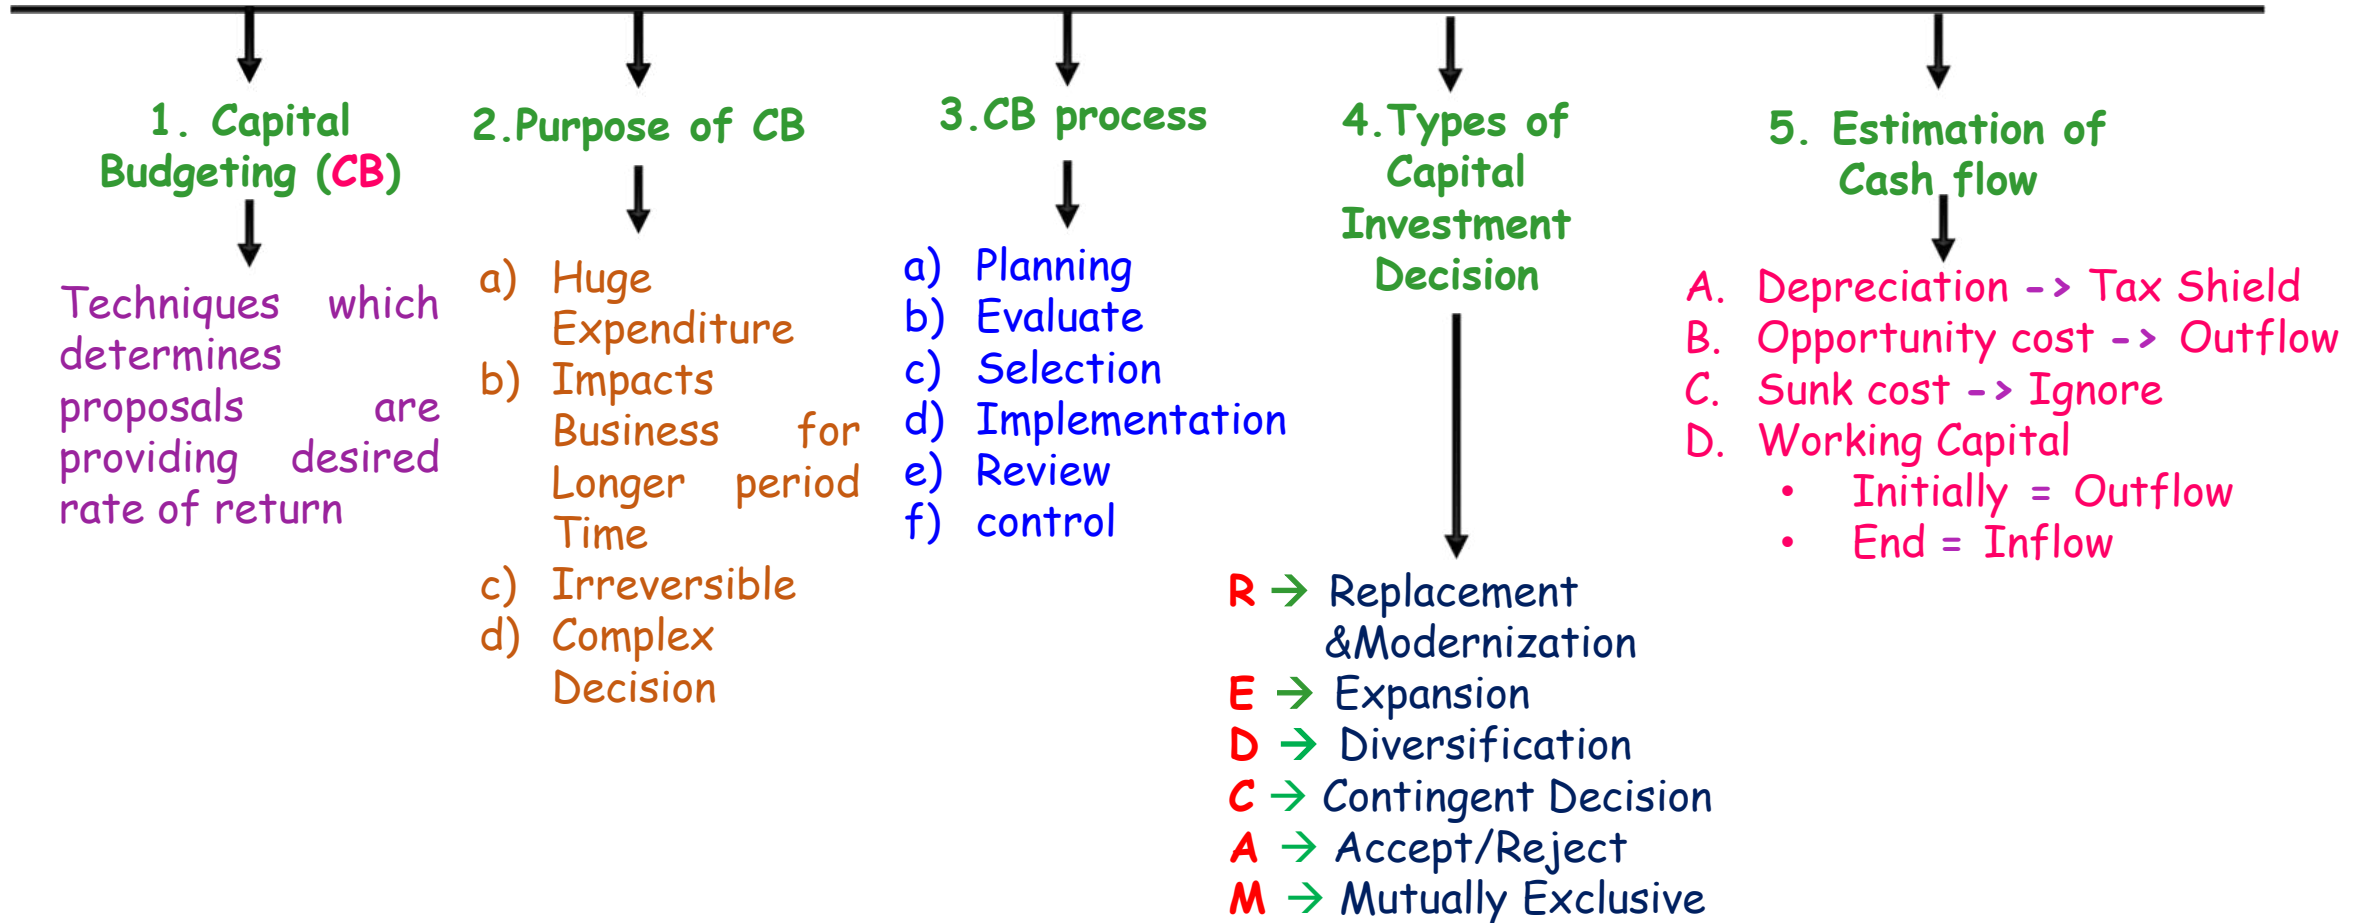 1. Capital
Budgeting (CB)
Techniques which
determines
proposals are
providing desired
rate of return
2.Purpose of CB
a) Huge
Expenditure
b) Impacts
Business for
Longer period
Time
c) Irreversible
d) Complex
Decision
3.CB process
a) Planning
b) Evaluate
c) Selection
d) Implementation
e) Review
f) control
4.Types of
Capital
Investment
Decision
R → Replacement
&Modernization
E → Expansion
D → Diversification
C → Contingent Decision
A → Accept/Reject
M → Mutually Exclusive
5. Estimation of
Cash flow
A. Depreciation -> Tax Shield
B. Opportunity cost -> Outflow
C. Sunk cost -> Ignore
D. Working Capital
• Initially = Outflow
• End = Inflow